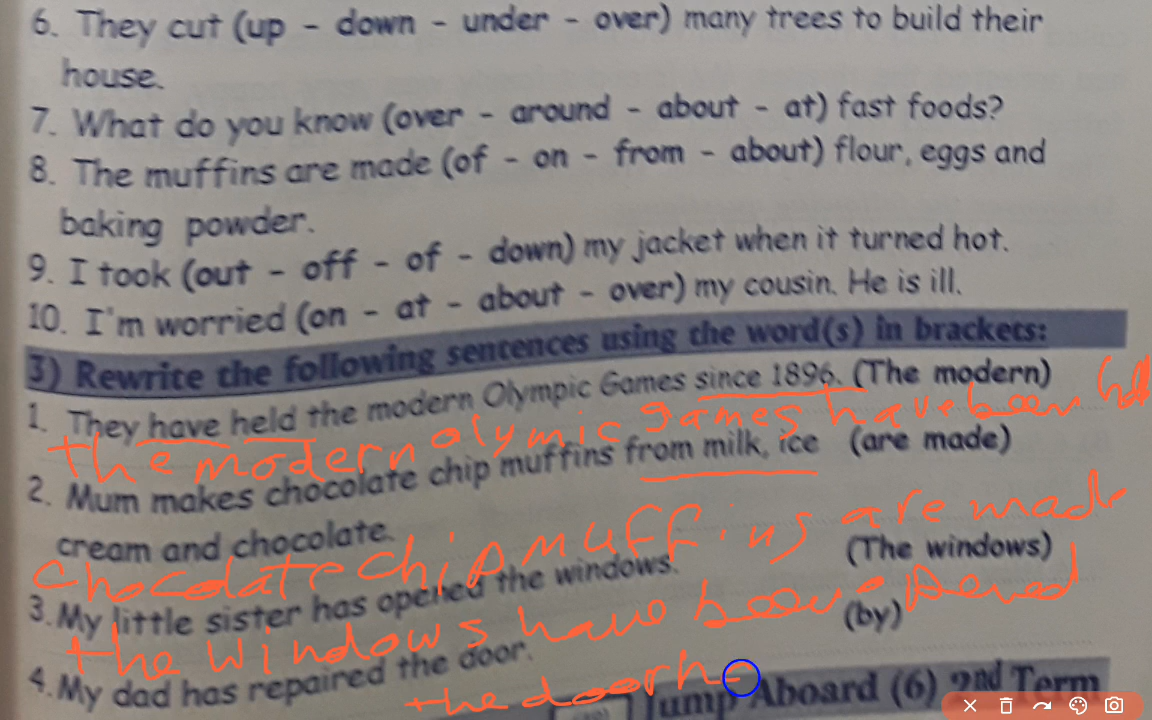 6. They cut (up - down - under - over) many trees to build their
house.
7. What do you know (over - around - about - at) fast foods?
8. The muffins are made (of - on - from - about) flour, eggs and
baking powder.
9. I took (out - off - of - down) my jacket when it turned hot.
10. I'm worried (on - at - about - over) my cousin. He is ill.
3) Rewrite the following sentences using the word(s) in brackets:
1. They have held the modern Olympic Games since 1896. (The modern)
the modern olymic games have been
2. Mum makes chocolate chip muffins from milk, ice (are made)
cream and chocolate.
chocolate chip muffins are made
3. My little sister has opened the windows. (The windows)
the windows have been opened
4. My dad has repaired the door. (by)
the door
Jump Aboard (6) 2nd Term